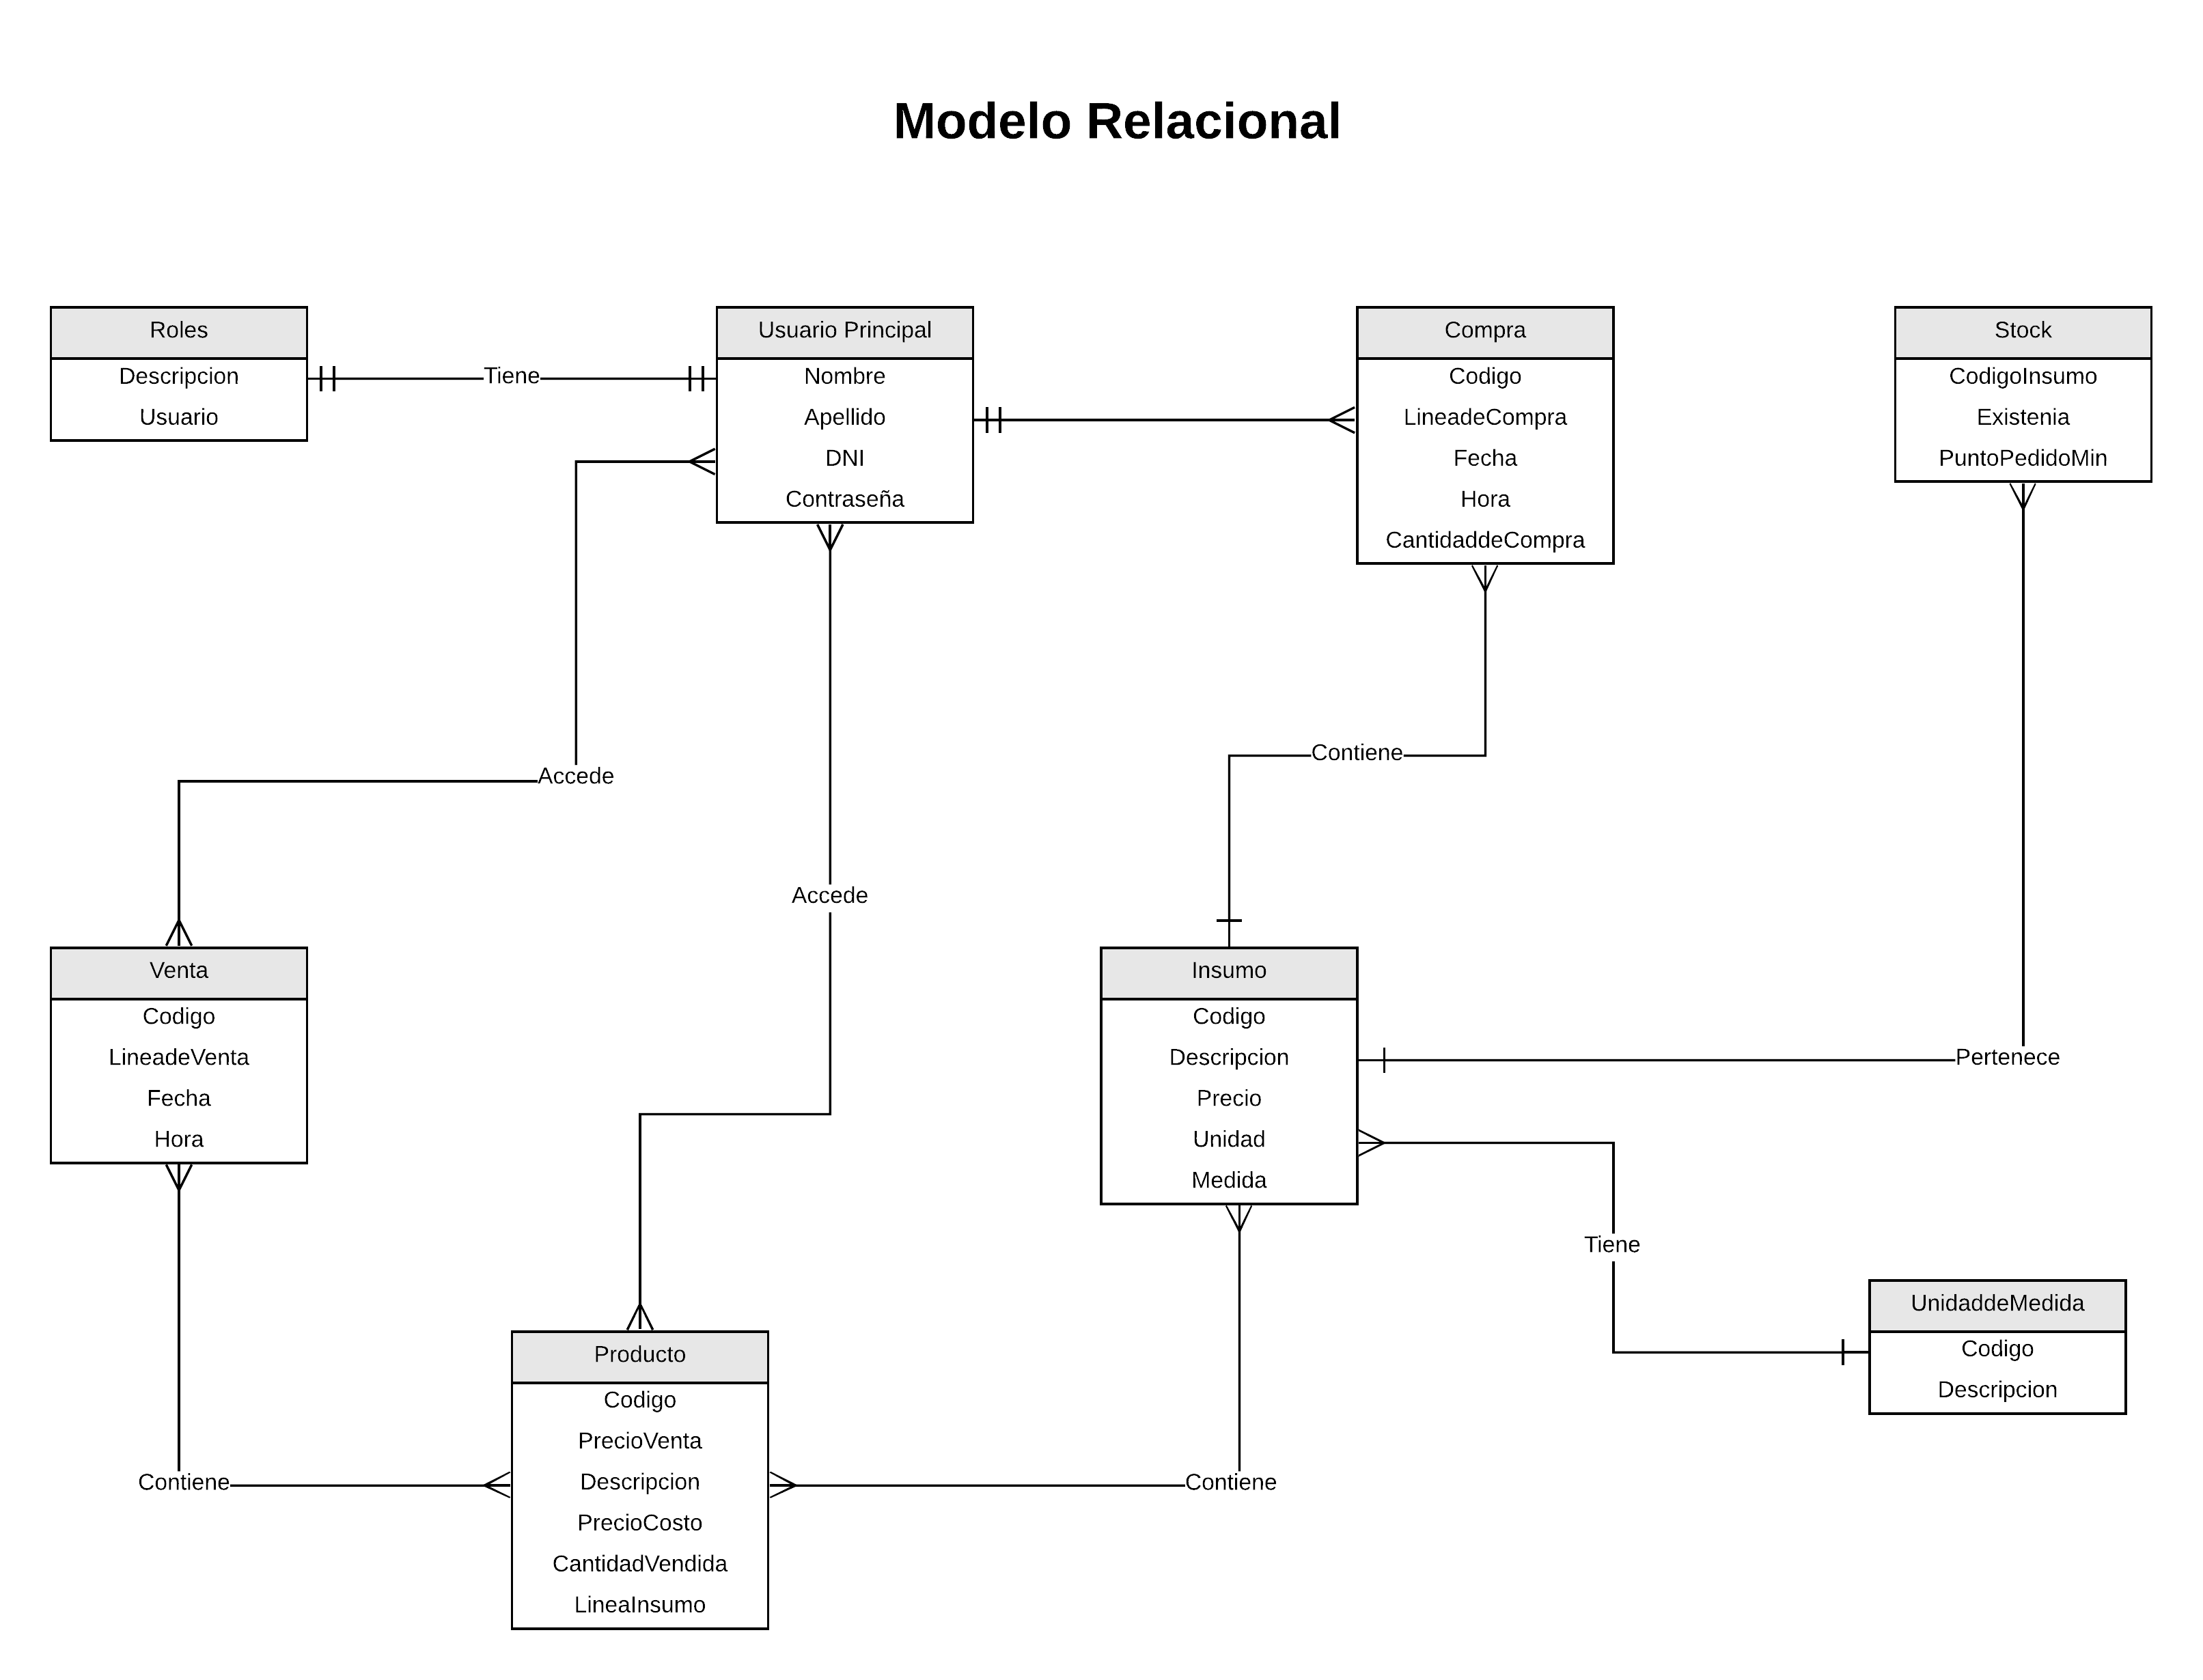 Modelo Relacional
Roles
Descripcion
Usuario
Tiene
Usuario Principal
Nombre
Apellido
DNI
Contraseña
Compra
Codigo
LineadeCompra
Fecha
Hora
CantidaddeCompra
Stock
CodigoInsumo
Existenia
PuntoPedidoMin
Contiene
Accede
Accede
Venta
Codigo
LineadeVenta
Fecha
Hora
Insumo
Codigo
Descripcion
Precio
Unidad
Medida
Pertenece
Tiene
UnidaddeMedida
Codigo
Descripcion
Producto
Codigo
PrecioVenta
Descripcion
PrecioCosto
CantidadVendida
LineaInsumo
Contiene
Contiene